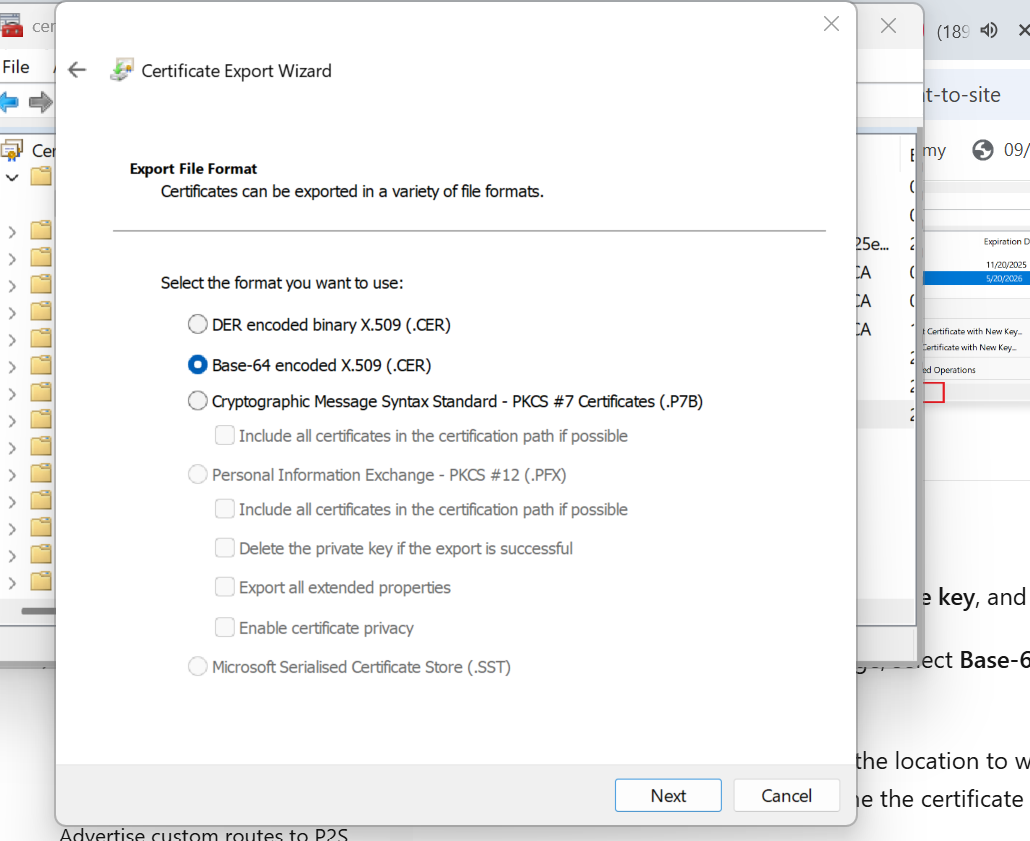 cer
(189
File
Certificate Export Wizard
t-to-site
my
09/
Cer
Export File Format
Certificates can be exported in a variety of file formats.
Expiration D
25e...
11/20/2025
CA
5/20/2026
Select the format you want to use:
CA
DER encoded binary X.509 (.CER)
CA
t Certificate with New Key...
Certificate with New Key...
Base-64 encoded X.509 (.CER)
ed Operations
Cryptographic Message Syntax Standard - PKCS #7 Certificates (.P7B)
Include all certificates in the certification path if possible
Personal Information Exchange - PKCS #12 (.PFX)
Include all certificates in the certification path if possible
Delete the private key if the export is successful
Export all extended properties
e key, and
Enable certificate privacy
ect Base-6
Microsoft Serialised Certificate Store (.SST)
the location to w
Next
Cancel
e the certificate
Advertise custom routes to P2S